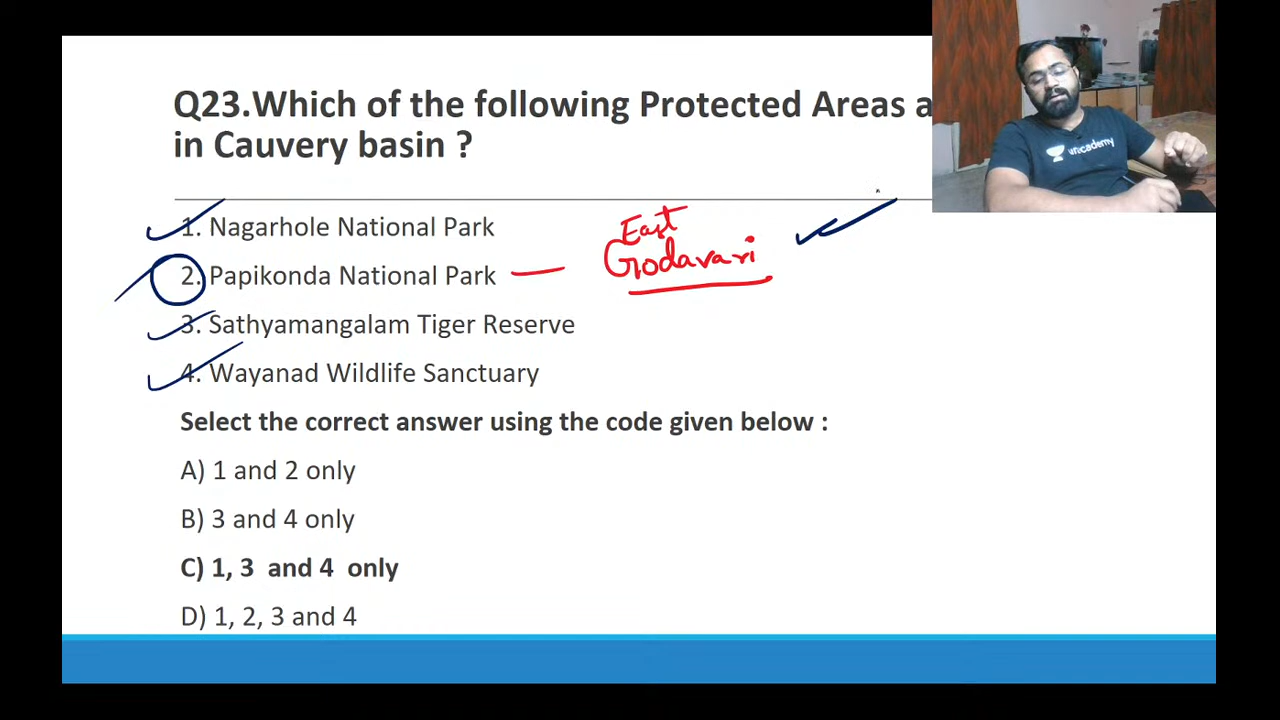 Q23.Which of the following Protected Areas a
in Cauvery basin ?
1. Nagarhole National Park
East
2. Papikonda National Park
Godavari
3. Sathyamangalam Tiger Reserve
4. Wayanad Wildlife Sanctuary
Select the correct answer using the code given below :
A) 1 and 2 only
B) 3 and 4 only
C) 1, 3 and 4 only
D) 1, 2, 3 and 4
unacademy